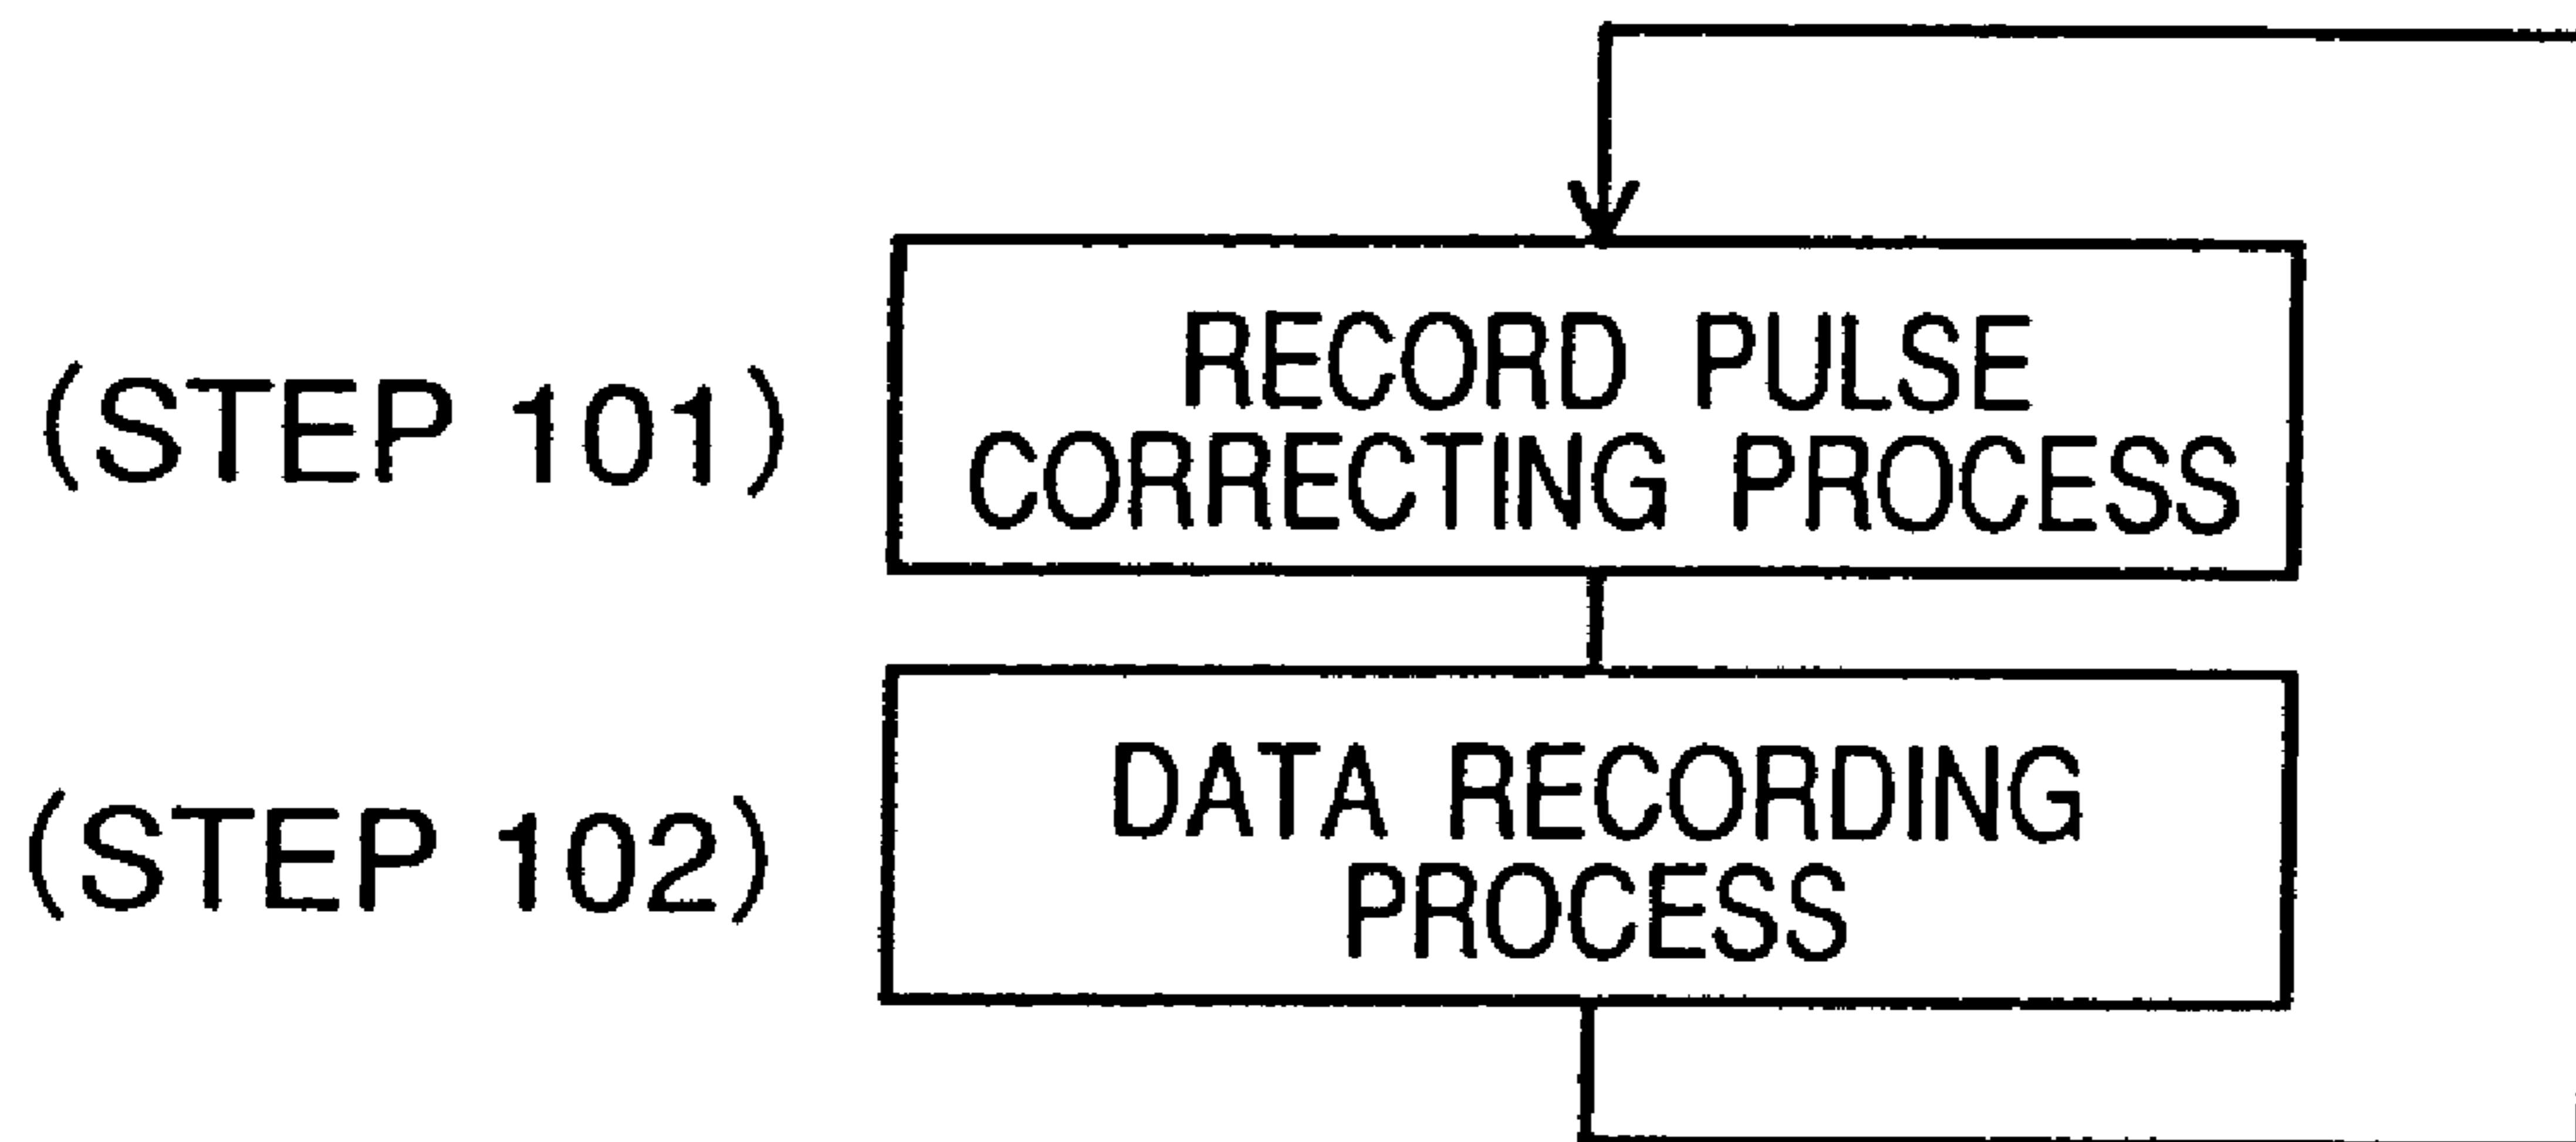 (STEP 101)
RECORD PULSE
CORRECTING PROCESS
(STEP 102)
DATA RECORDING
PROCESS